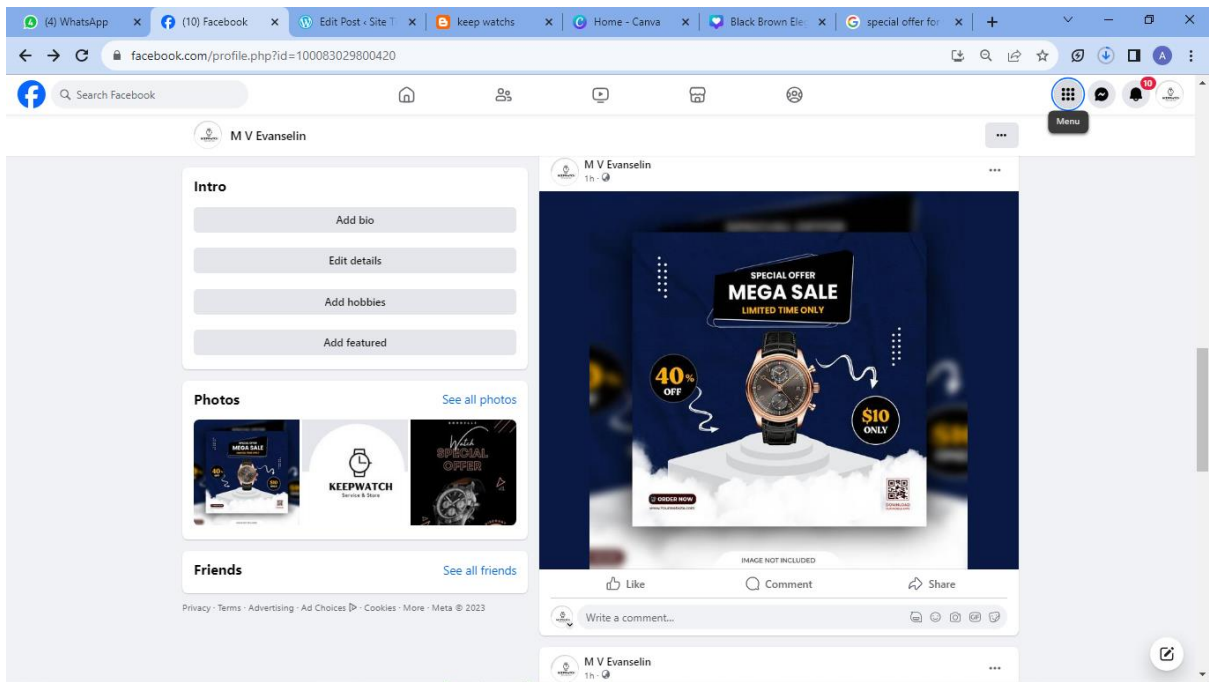 (4) WhatsApp
(10) Facebook
Edit Post ‹ Site T
keep watchs
Home - Canva
Black Brown Ele
special offer for
facebook.com/profile.php?id=100083029800420
A
Search Facebook
10
Menu
M V Evanselin
Intro
Add bio
Edit details
Add hobbies
Add featured
Photos
See all photos
MEGA SALE
KEEPWATCH
Service & Store
Watch
SPECIAL
OFFER
Friends
See all friends
Privacy · Terms · Advertising · Ad Choices · Cookies · More · Meta © 2023
M V Evanselin
1h ·
SPECIAL OFFER
MEGA SALE
LIMITED TIME ONLY
40%
OFF
$10
ONLY
ORDER NOW
DOWNLOAD
IMAGE NOT INCLUDED
Like
Comment
Share
Write a comment...
GIF
M V Evanselin
1h ·